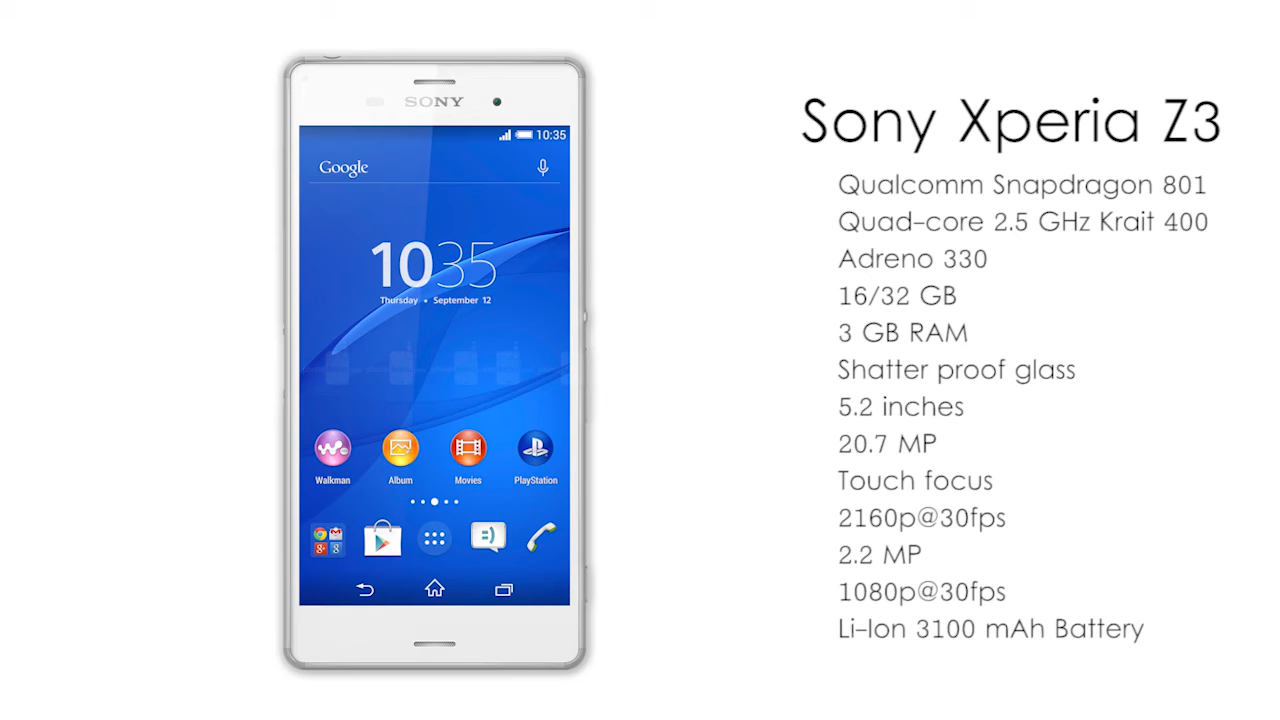 SONY
10:35
Google
1035
Thursday • September 12
Walkman Album Movies PlayStation
Sony Xperia Z3
Qualcomm Snapdragon 801
Quad-core 2.5 GHz Krait 400
Adreno 330
16/32 GB
3 GB RAM
Shatter proof glass
5.2 inches
20.7 MP
Touch focus
2160p@30fps
2.2 MP
1080p@30fps
Li-Ion 3100 mAh Battery